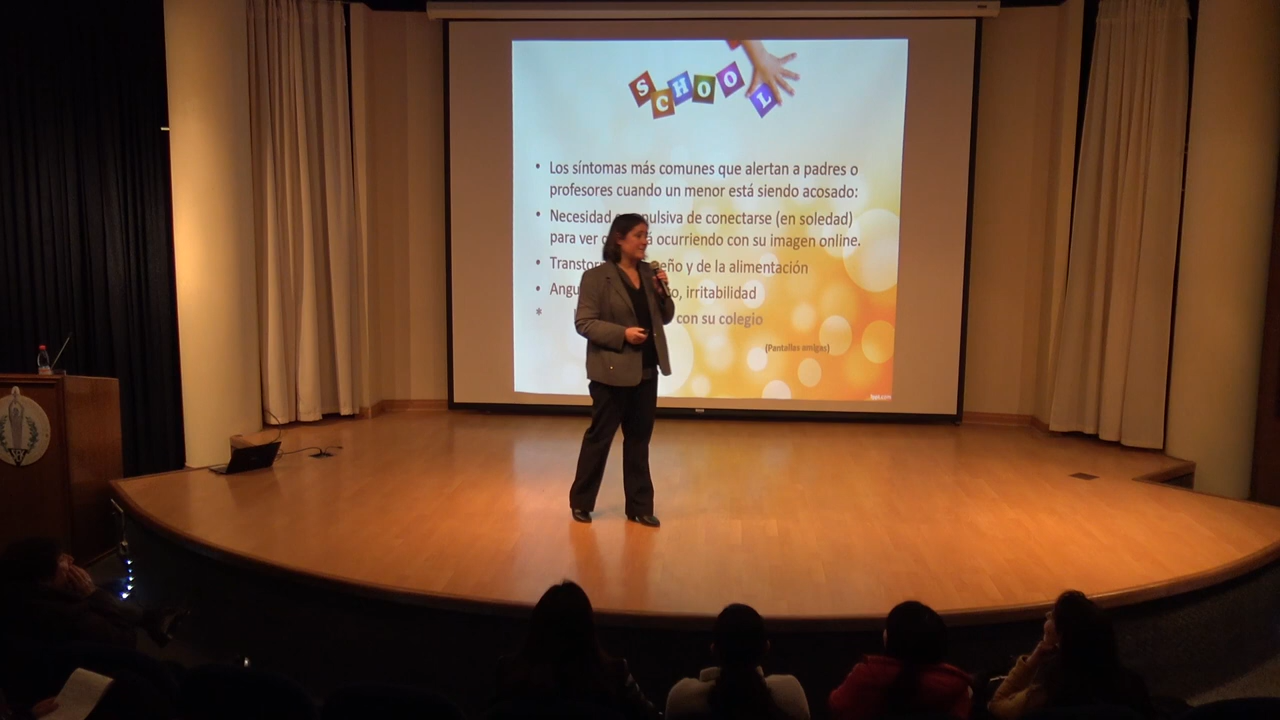 SCHOOL
• Los síntomas más comunes que alertan a padres o
profesores cuando un menor está siendo acosado:
• Necesidad pulsiva de conectarse (en soledad)
para ver ocurriendo con su imagen online.
• Transtor eño y de la alimentación
• Angu o, irritabilidad
* con su colegio
(Pantallas amigas)